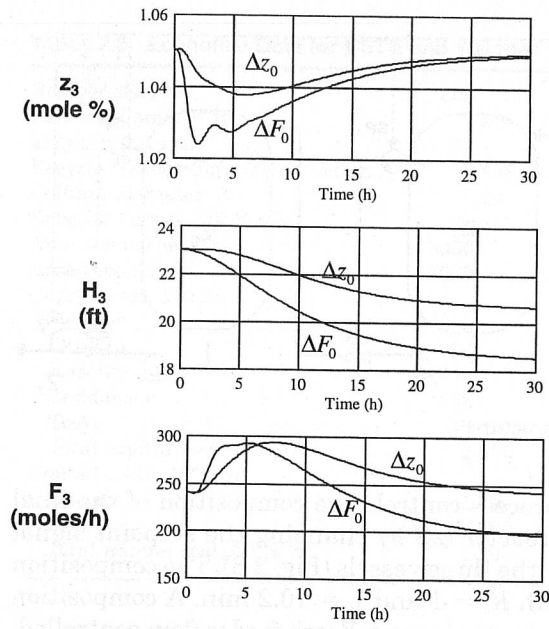 1.06
1.04
1.02
z3
(mole %)
Δz0
ΔF0
0 5 10 15 20 25 30
Time (h)
24
22
20
18
H3
(ft)
Δz0
ΔF0
0 5 10 15 20 25 30
Time (h)
300
250
200
150
F3
(moles/h)
Δz0
ΔF0
0 5 10 15 20 25 30
Time (h)